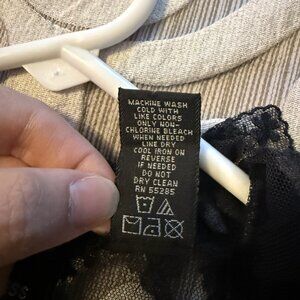 MACHINE WASH
COLD WITH
LIKE COLORS
ONLY NON-
CHLORINE BLEACH
WHEN NEEDED
LINE DRY
COOL IRON ON
REVERSE
IF NEEDED
DO NOT
DRY CLEAN
RN 55285